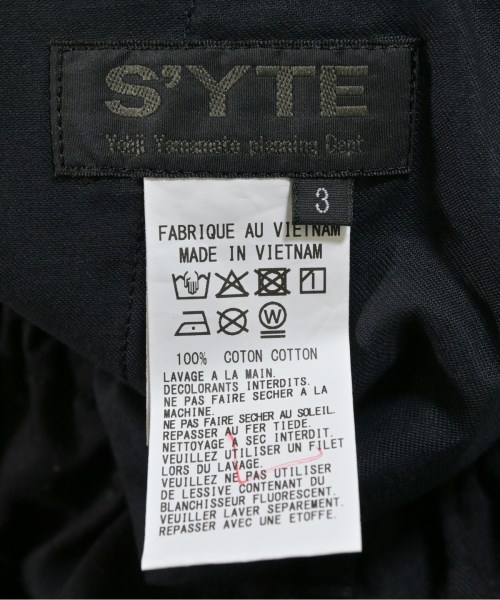 S'YTE
Yohji Yamamoto planning Dept
3
FABRIQUE AU VIETNAM
MADE IN VIETNAM
W
100% COTON COTTON
LAVAGE A LA MAIN.
DECOLORANTS INTERDITS.
NE PAS FAIRE SECHER A LA
MACHINE.
NE PAS FAIRE SECHER AU SOLEIL.
REPASSER AU FER TIEDE.
NETTOYAGE A SEC INTERDIT.
VEUILLEZ UTILISER UN FILET
LORS DU LAVAGE.
VEUILLEZ NE PAS UTILISER
DE LESSIVE CONTENANT DU
BLANCHISSEUR FLUORESCENT.
VEUILLER LAVER SEPAREMENT.
REPASSER AVEC UNE ETOFFE.